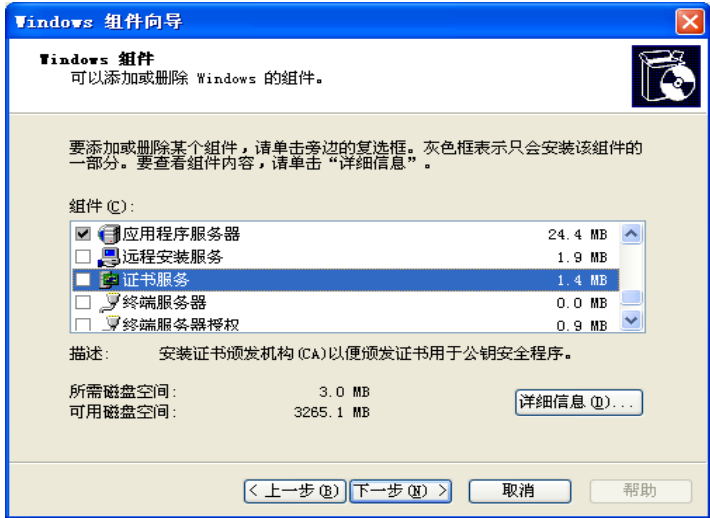 Windows 组件向导
Windows 组件
可以添加或删除 Windows 的组件。
要添加或删除某个组件，请单击旁边的复选框。灰色框表示只会安装该组件的
一部分。要查看组件内容，请单击“详细信息”。
组件(C):
应用程序服务器 24.4 MB
远程安装服务 1.9 MB
证书服务 1.4 MB
终端服务器 0.0 MB
终端服务器授权 0.9 MB
描述: 安装证书颁发机构(CA)以便颁发证书用于公钥安全程序。
所需磁盘空间: 3.0 MB
可用磁盘空间: 3265.1 MB
详细信息(D)...
< 上一步(B) 下一步(N) > 取消 帮助